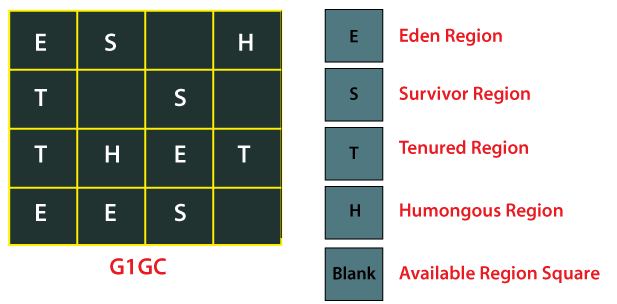 E S H
T S
T H E T
E E S
G1GC
E Eden Region
S Survivor Region
T Tenured Region
H Humongous Region
Blank Available Region Square